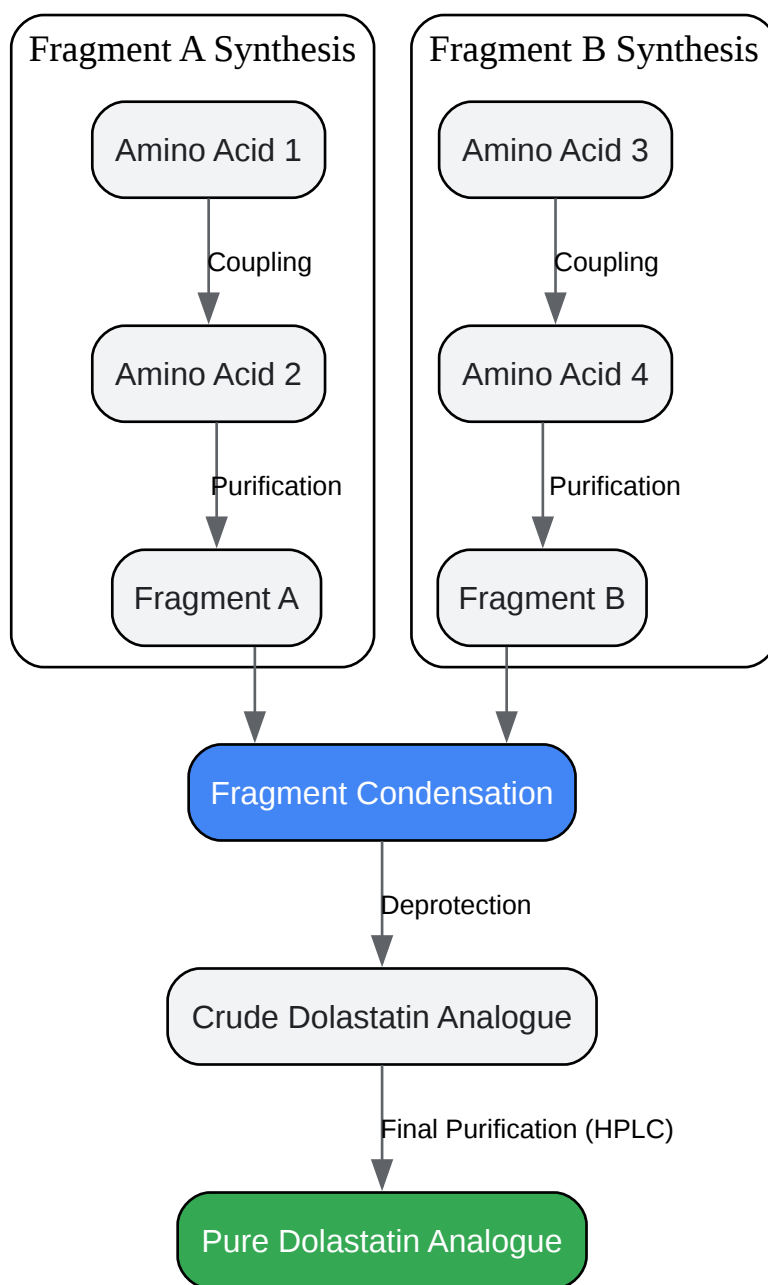 Fragment A Synthesis
Amino Acid 1
Coupling
Amino Acid 2
Purification
Fragment A
Fragment B Synthesis
Amino Acid 3
Coupling
Amino Acid 4
Purification
Fragment B
Fragment Condensation
Deprotection
Crude Dolastatin Analogue
Final Purification (HPLC)
Pure Dolastatin Analogue